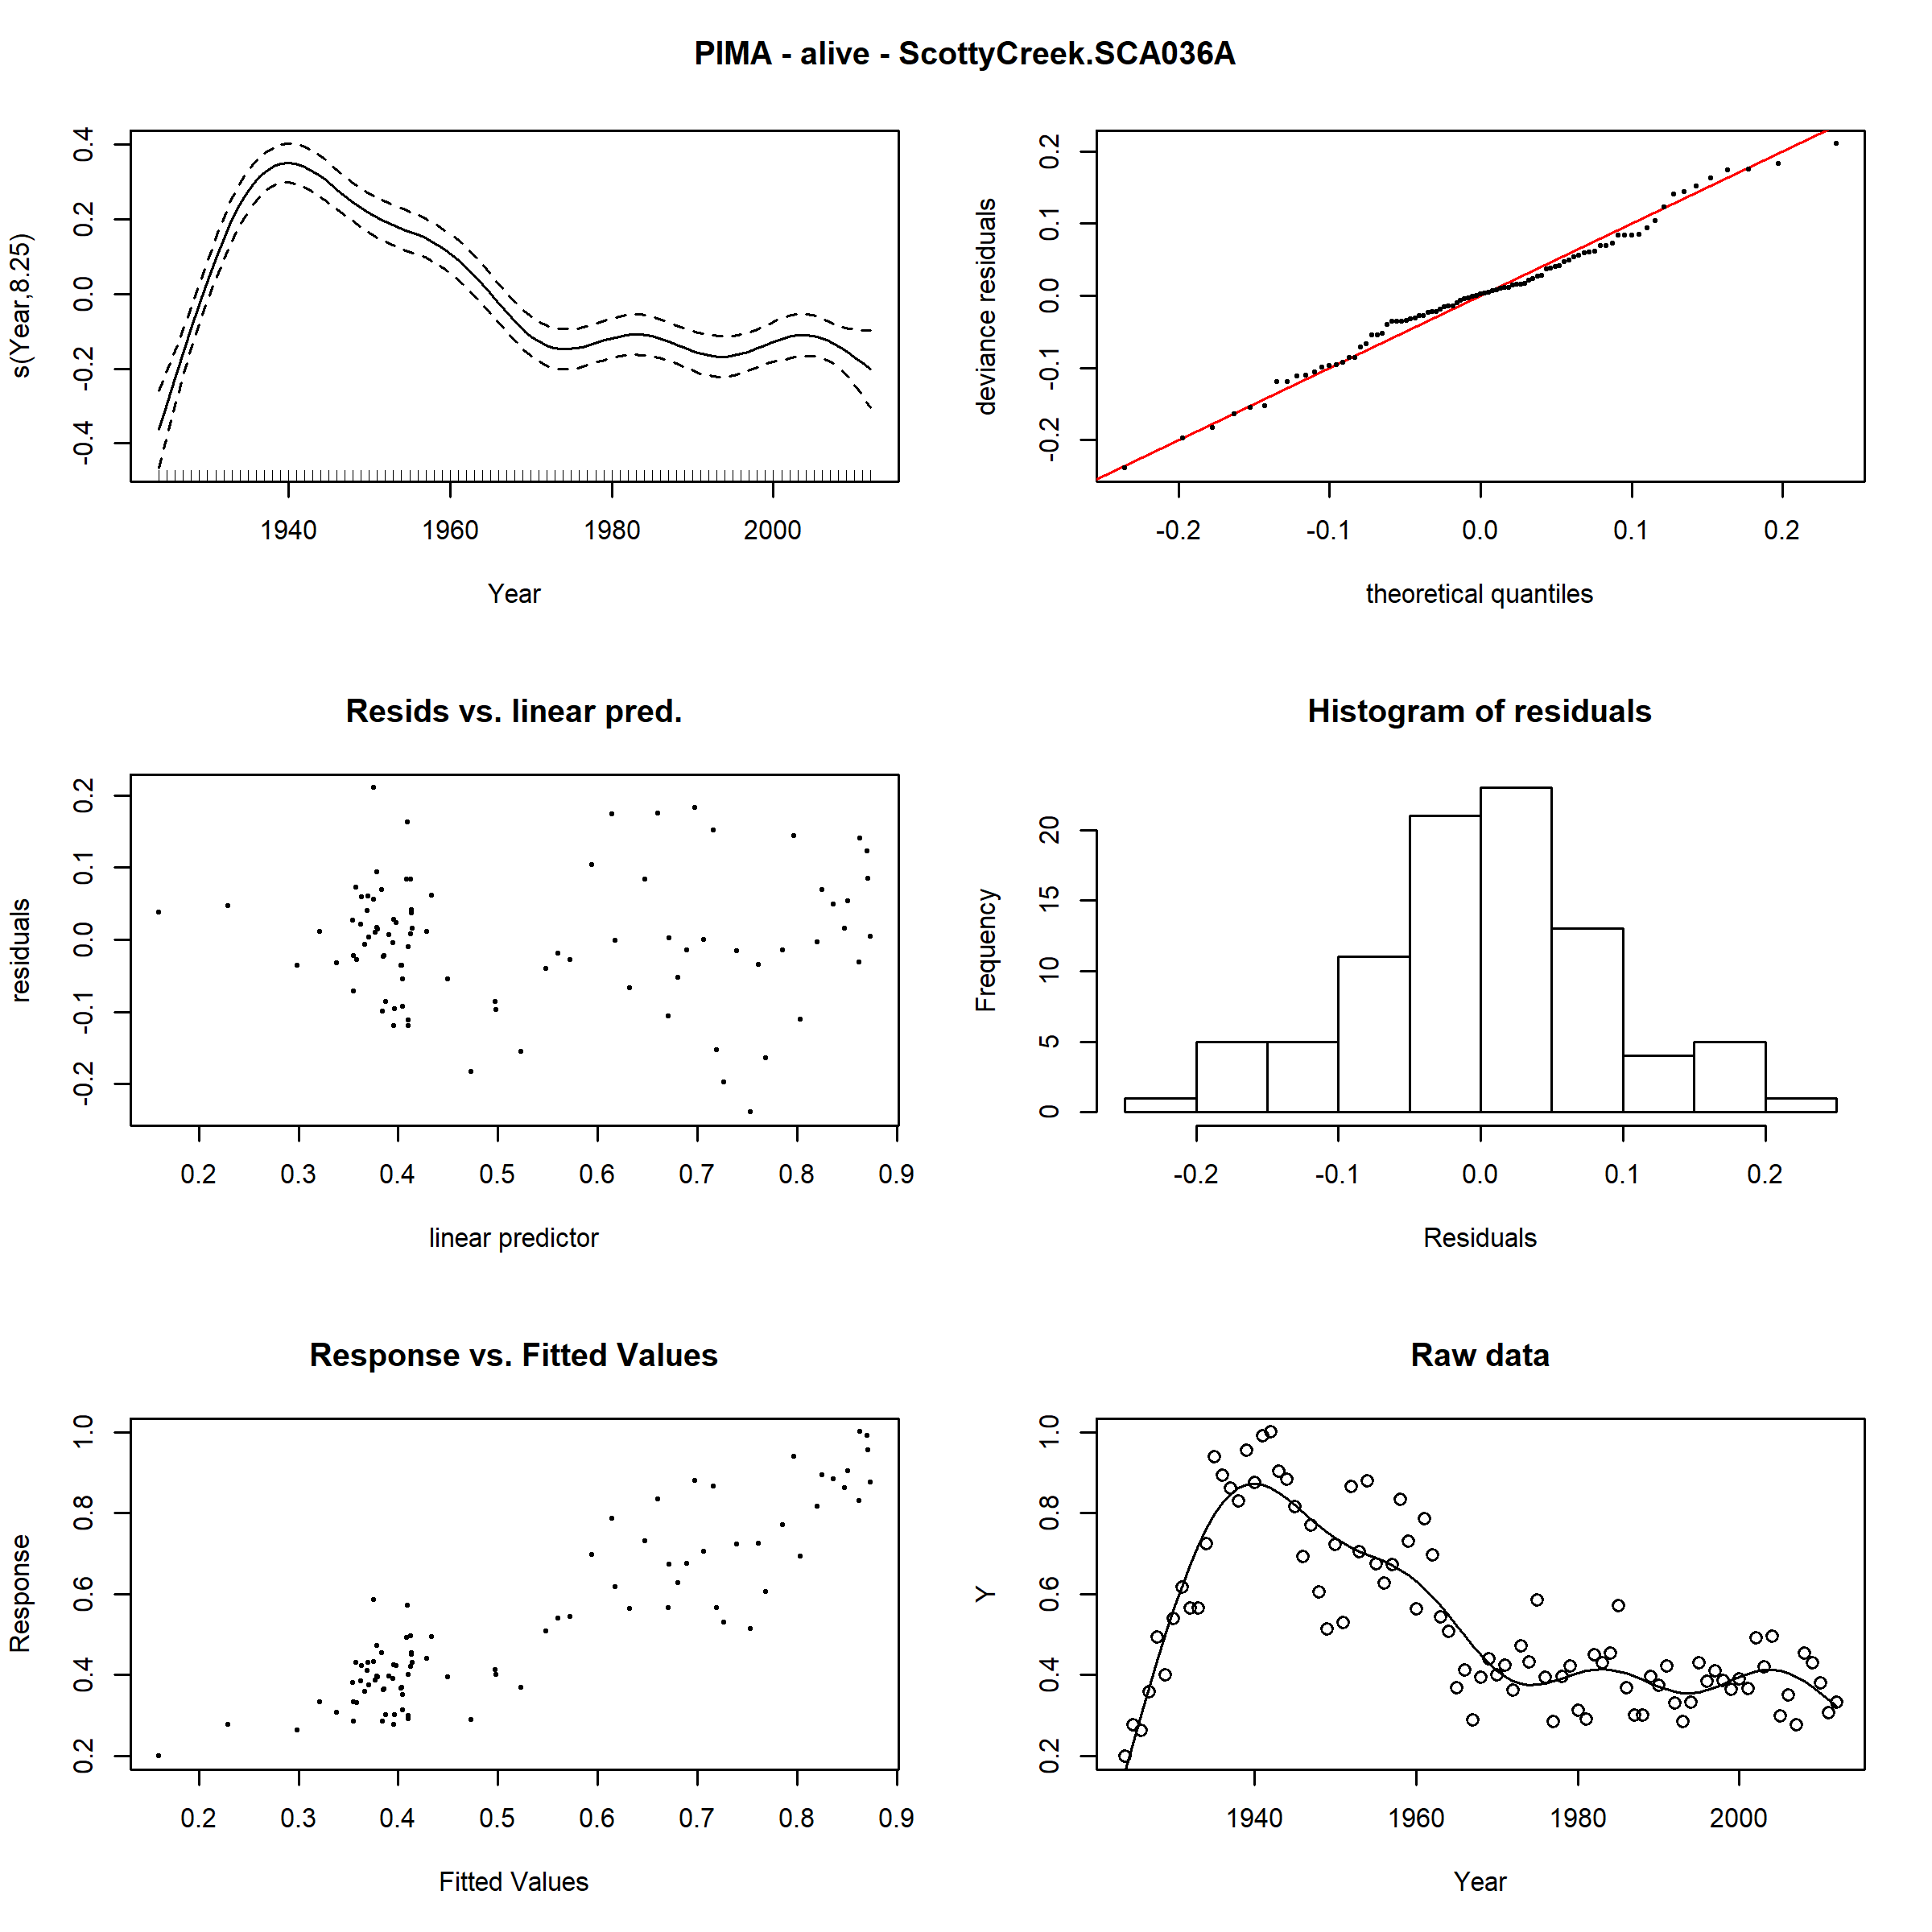 PIMA - alive - ScottyCreek.SCA036A
s(Year,8.25)
-0.4 -0.2 0.0 0.2 0.4
1940 1960 1980 2000
Year
deviance residuals
-0.2 -0.1 0.0 0.1 0.2
-0.2 -0.1 0.0 0.1 0.2
theoretical quantiles
Resids vs. linear pred.
residuals
-0.2 -0.1 0.0 0.1 0.2
0.2 0.3 0.4 0.5 0.6 0.7 0.8 0.9
linear predictor
Histogram of residuals
Frequency
0 5 10 15 20
-0.2 -0.1 0.0 0.1 0.2
Residuals
Response vs. Fitted Values
Response
0.2 0.4 0.6 0.8 1.0
0.2 0.3 0.4 0.5 0.6 0.7 0.8 0.9
Fitted Values
Raw data
Y
0.2 0.4 0.6 0.8 1.0
1940 1960 1980 2000
Year